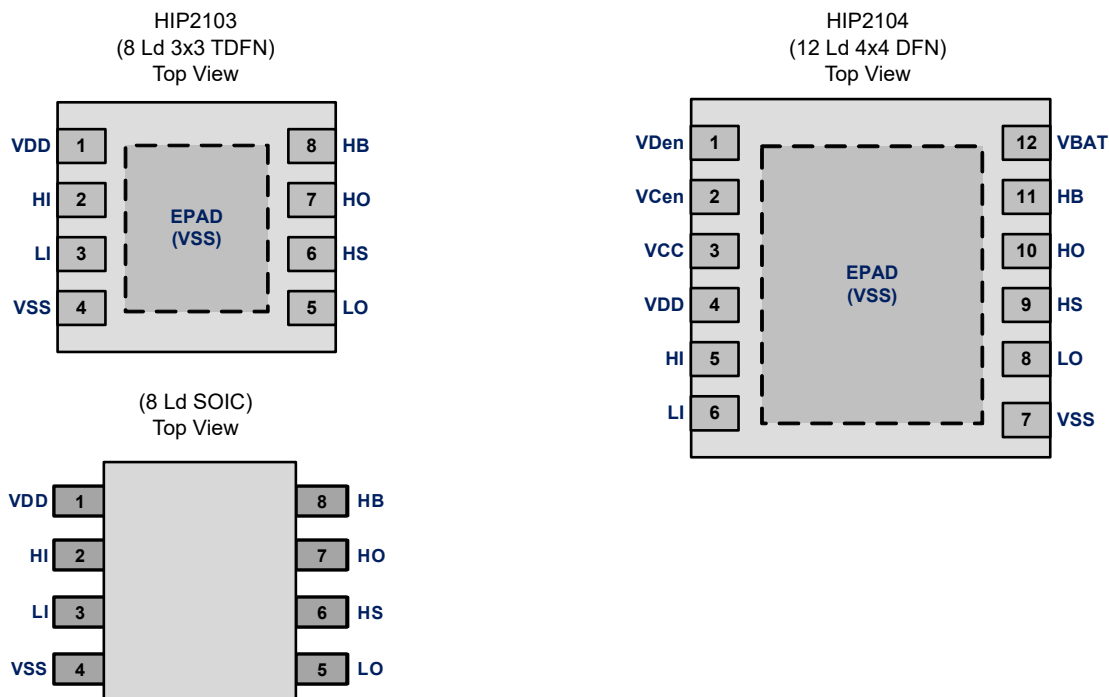 HIP2103
(8 Ld 3x3 TDFN)
Top View
VDD 1 8 HB
HI 2 7 HO
LI 3 6 HS
VSS 4 5 LO
EPAD
(VSS)
(8 Ld SOIC)
Top View
VDD 1 8 HB
HI 2 7 HO
LI 3 6 HS
VSS 4 5 LO
HIP2104
(12 Ld 4x4 DFN)
Top View
VDen 1 12 VBAT
VCen 2 11 HB
VCC 3 10 HO
VDD 4 9 HS
HI 5 8 LO
LI 6 7 VSS
EPAD
(VSS)